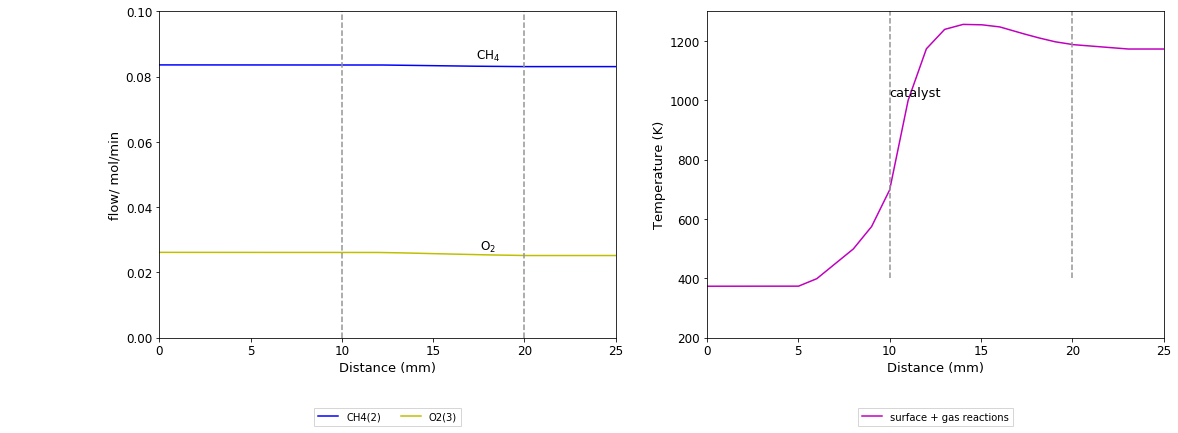 0.10
0.08
0.06
0.04
0.02
0.00
flow/ mol/min
CH₄
O₂
0 5 10 15 20 25
Distance (mm)
CH4(2) O2(3)
1200
1000
800
600
400
200
Temperature (K)
catalyst
0 5 10 15 20 25
Distance (mm)
surface + gas reactions